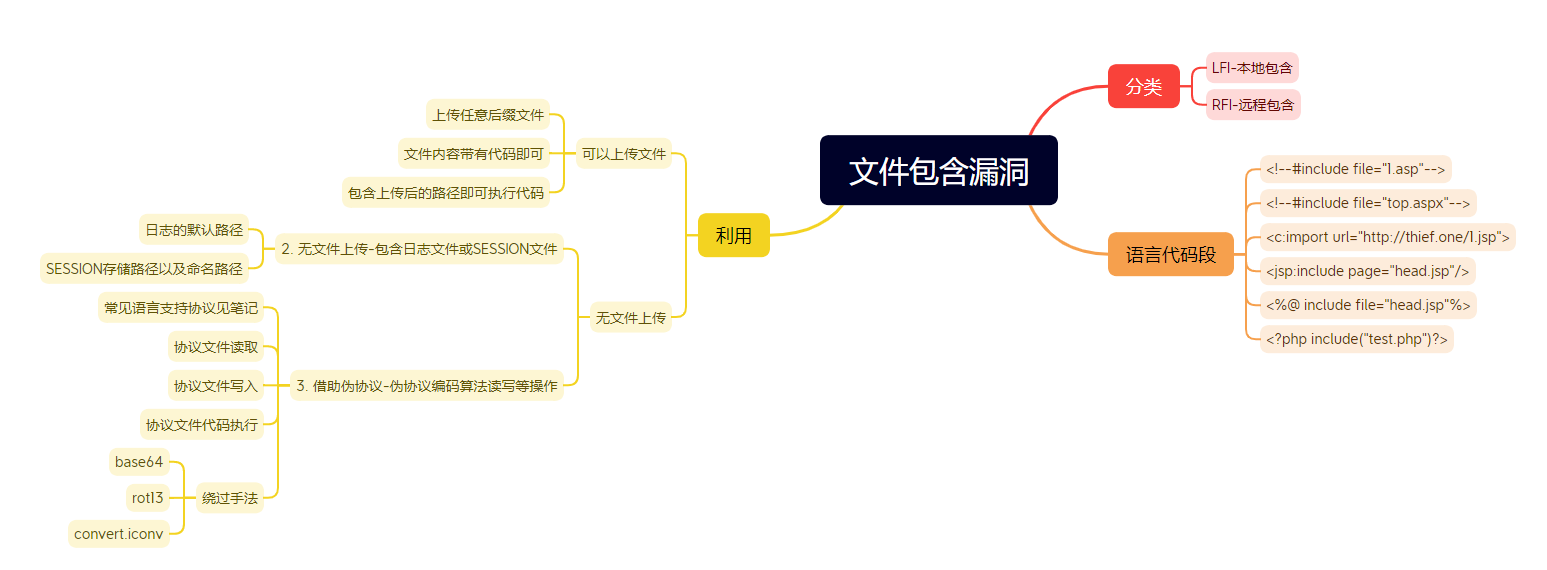 文件包含漏洞
分类
LFI-本地包含
RFI-远程包含
语言代码段
<!--#include file="1.asp"-->
<!--#include file="top.aspx"-->
<c:import url="http://thief.one/1.jsp">
<jsp:include page="head.jsp"/>
<%@ include file="head.jsp"%>
<?php include("test.php")?>
利用
可以上传文件
上传任意后缀文件
文件内容带有代码即可
包含上传后的路径即可执行代码
无文件上传
2. 无文件上传-包含日志文件或SESSION文件
日志的默认路径
SESSION存储路径以及命名路径
3. 借助伪协议-伪协议编码算法读写等操作
常见语言支持协议见笔记
协议文件读取
协议文件写入
协议文件代码执行
绕过手法
base64
rot13
convert.iconv